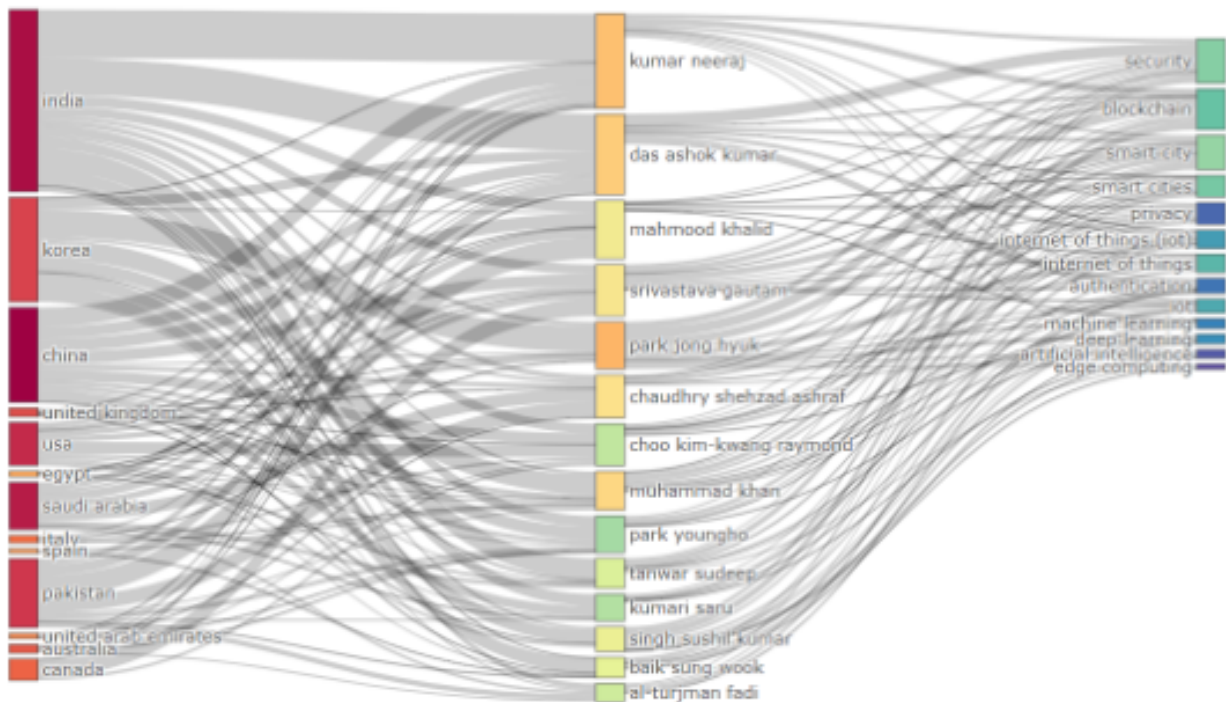 india
korea
china
united kingdom
usa
egypt
saudi arabia
italy
spain
pakistan
united arab emirates
australia
canada
kumar neeraj
das ashok kumar
mahmood khalid
srivastava gautam
park jong hyuk
chaudhry shehzad ashraf
choo kim-kwang raymond
muhammad khan
park youngho
tanwar sudeep
kumari saru
singh sushil kumar
baik sung wook
al-turjman fadi
security
blockchain
smart city
smart cities
privacy
internet of things (iot)
internet of things
authentication
iot
machine learning
deep learning
artificial intelligence
edge computing